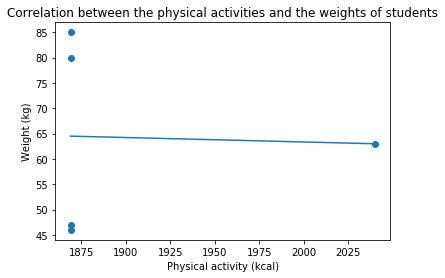 Correlation between the physical activities and the weights of students
85
80
75
70
65
60
55
50
45
Weight (kg)
1875 1900 1925 1950 1975 2000 2025
Physical activity (kcal)